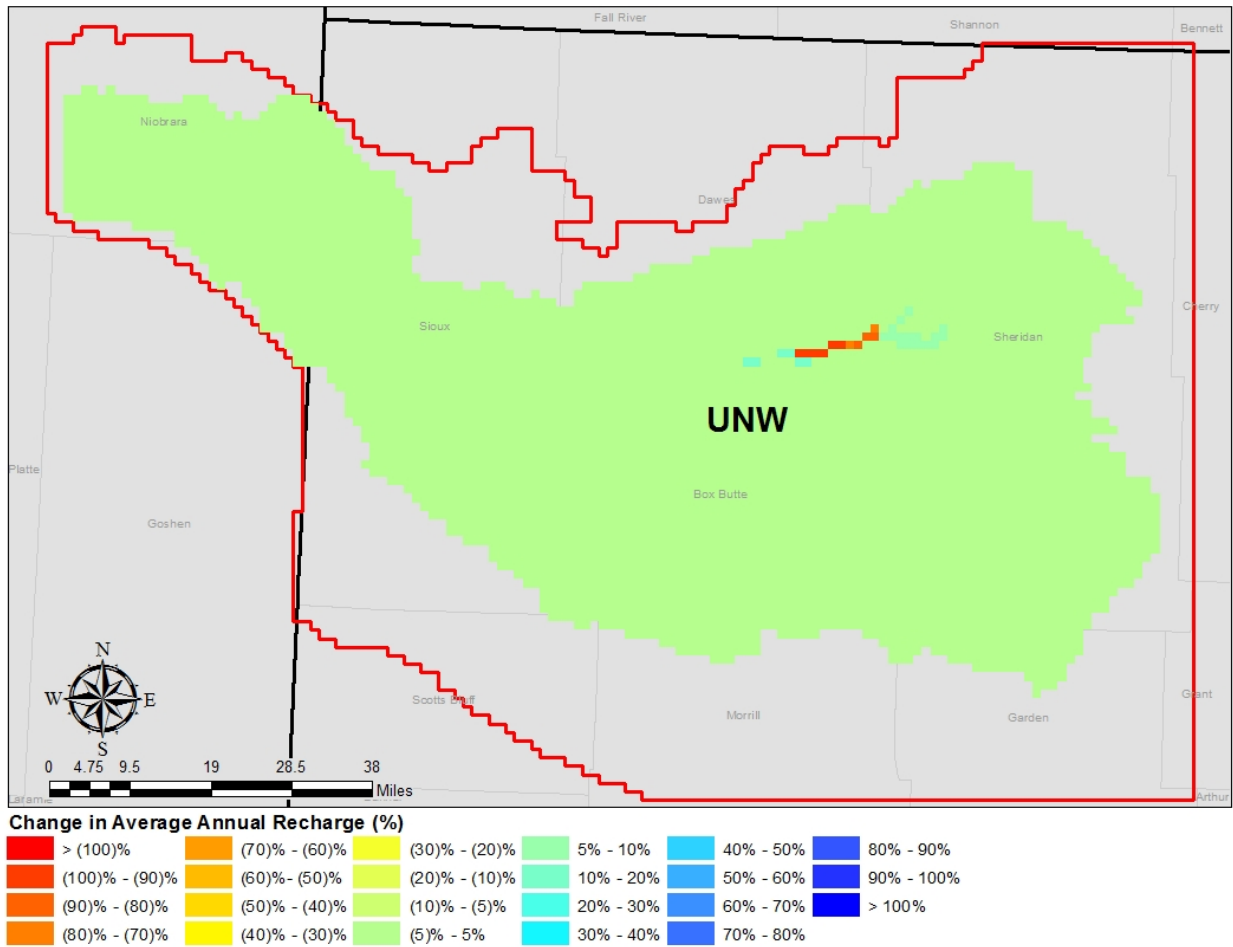 Fall River
Shannon
Bennett
Niobrara
Dawes
Cherry
Sioux
Sheridan
UNW
Platte
Box Butte
Goshen
N
W E
S
Scotts Bluff
Grant
Morrill
Garden
0 4.75 9.5 19 28.5 38
Miles
Laramie
Arthur
Change in Average Annual Recharge (%)
> (100)% (70)% - (60)% (30)% - (20)% 5% - 10% 40% - 50% 80% - 90%
(100)% - (90)% (60)%- (50)% (20)% - (10)% 10% - 20% 50% - 60% 90% - 100%
(90)% - (80)% (50)% - (40)% (10)% - (5)% 20% - 30% 60% - 70% > 100%
(80)% - (70)% (40)% - (30)% (5)% - 5% 30% - 40% 70% - 80%